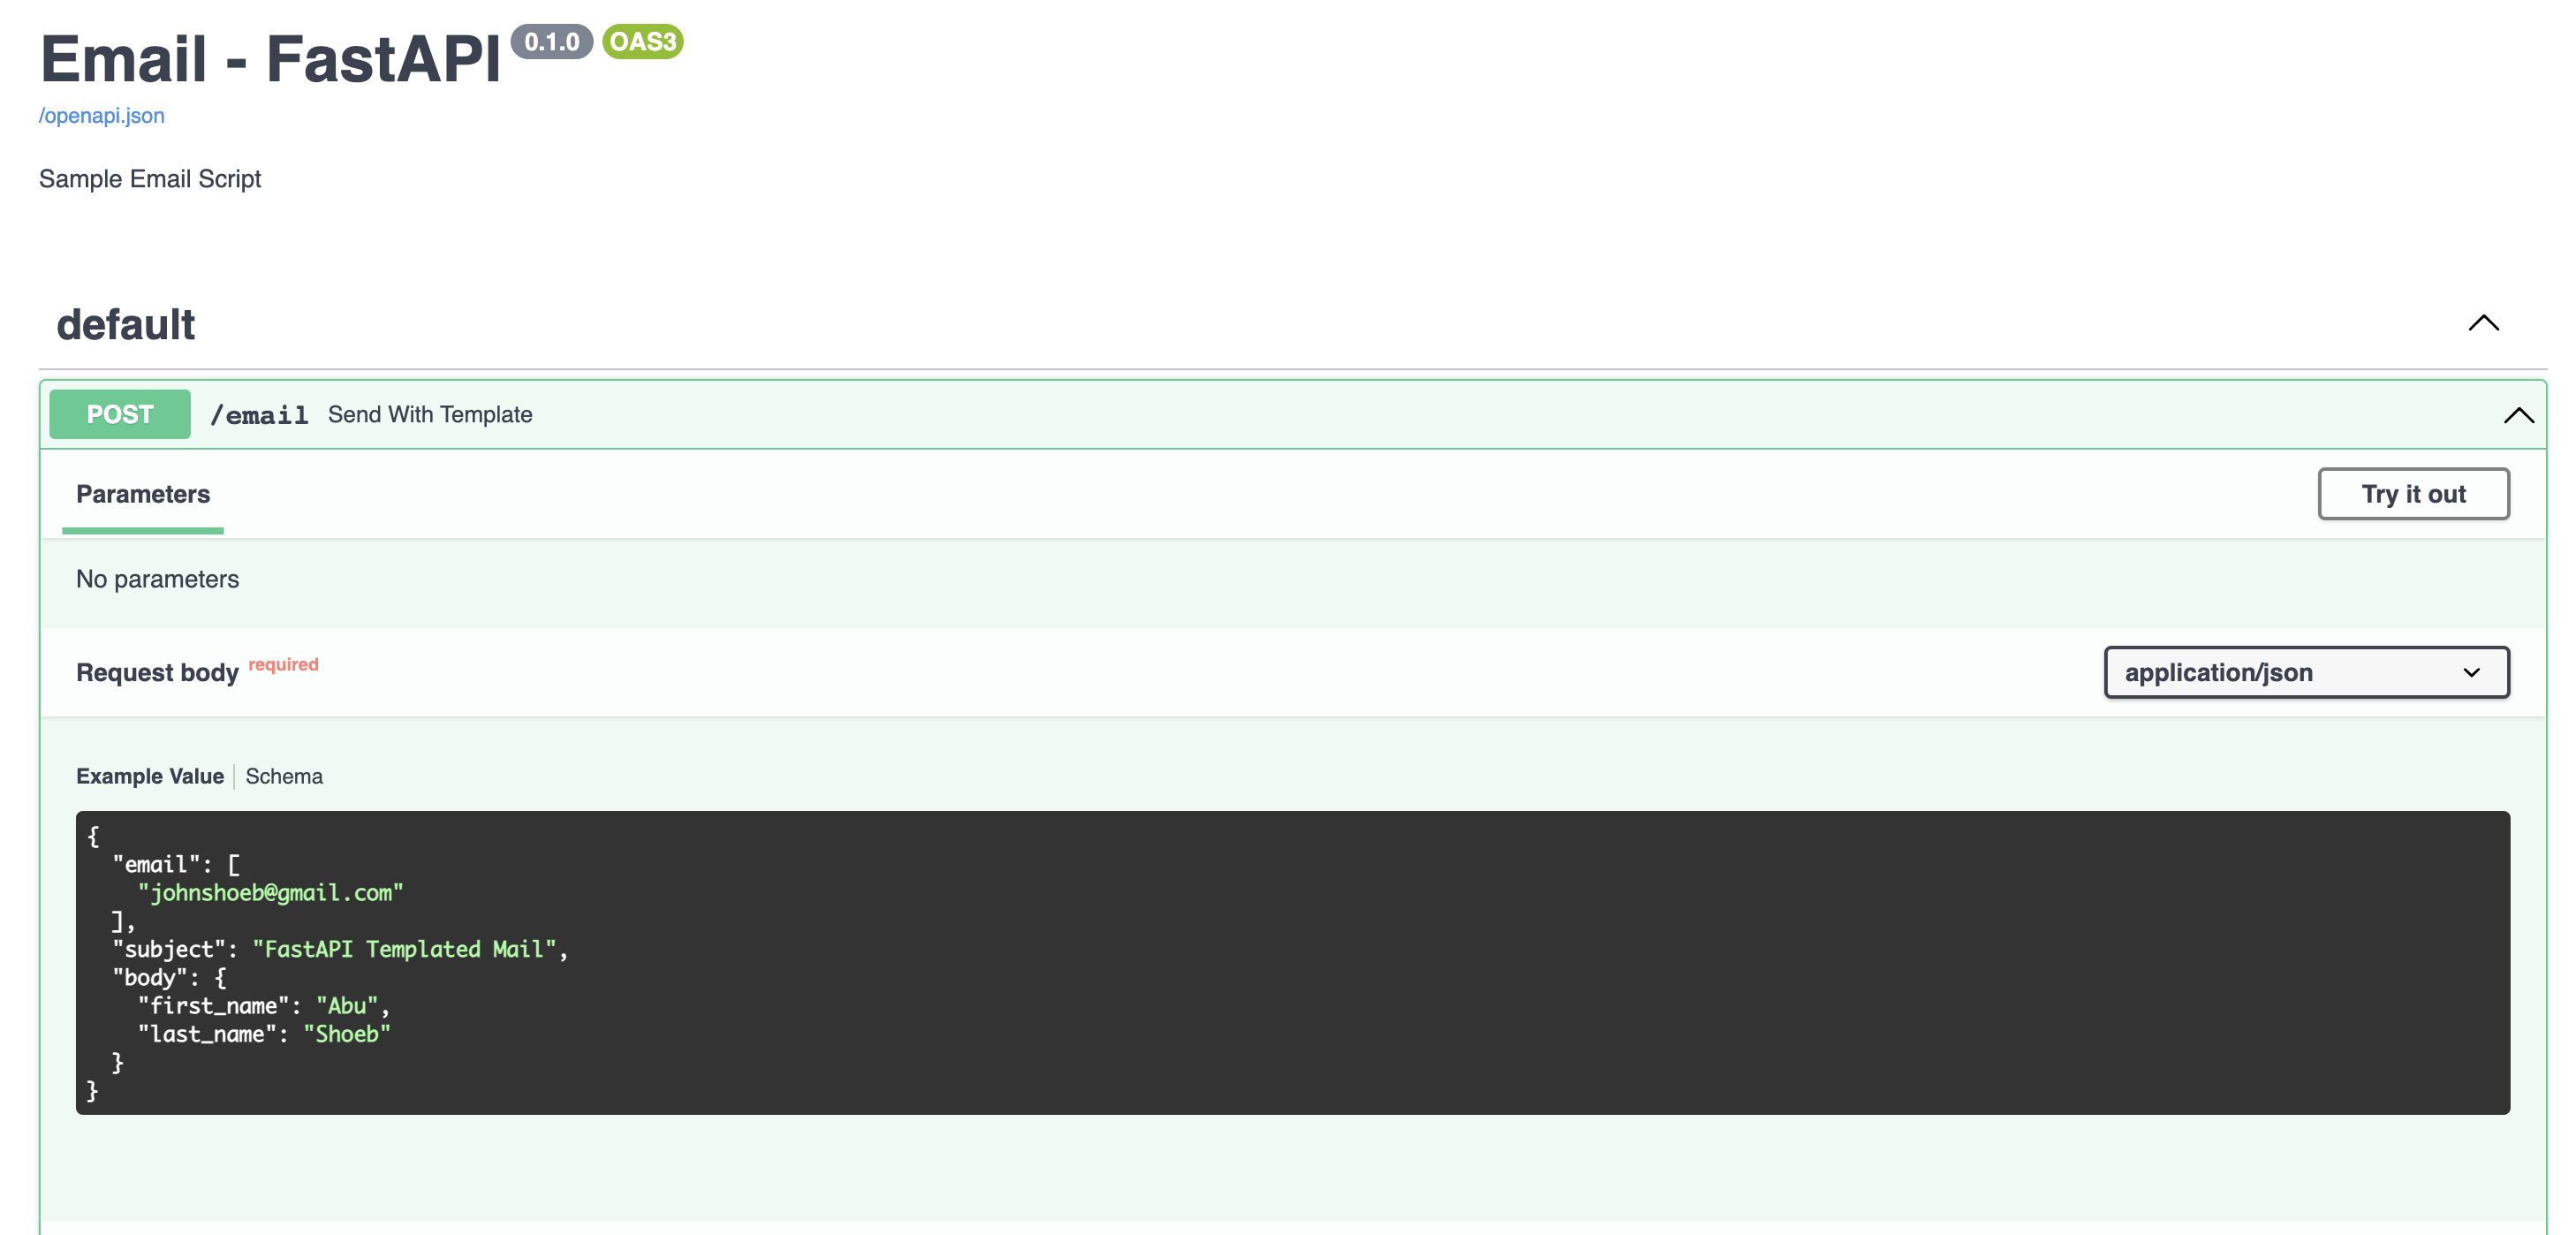 Email - FastAPI 0.1.0 OAS3
/openapi.json
Sample Email Script
default
POST /email Send With Template
Parameters Try it out
No parameters
Request body required application/json
Example Value Schema
{
  "email": [
    "johnshoeb@gmail.com"
  ],
  "subject": "FastAPI Templated Mail",
  "body": {
    "first_name": "Abu",
    "last_name": "Shoeb"
  }
}